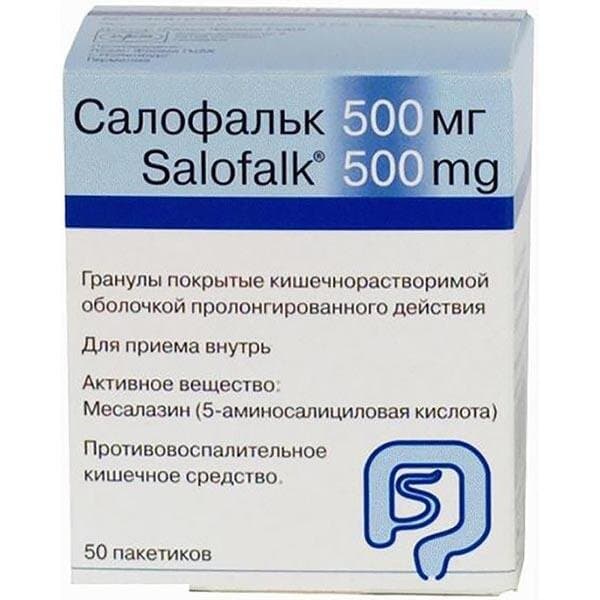 Салофальк 500 мг
Salofalk® 500 mg
Гранулы покрытые кишечнорастворимой
оболочкой пролонгированного действия
Для приема внутрь
Активное вещество:
Месалазин (5-аминосалициловая кислота)
Противовоспалительное
кишечное средство.
50 пакетиков